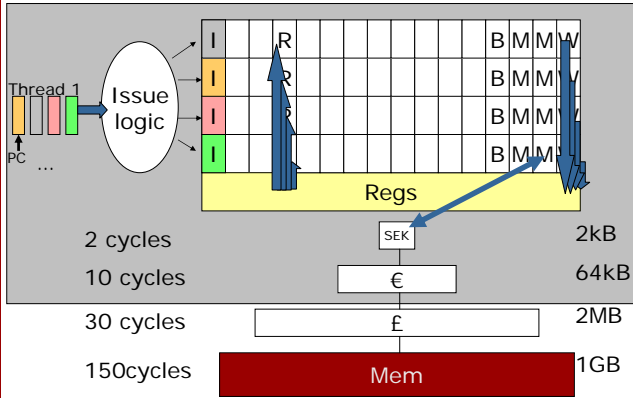 I R B M M W
I R B M M W
Thread 1
Issue
logic
I R B M M W
PC
...
I B M M W
Regs
2 cycles SEK 2kB
10 cycles € 64kB
30 cycles £ 2MB
150cycles Mem 1GB